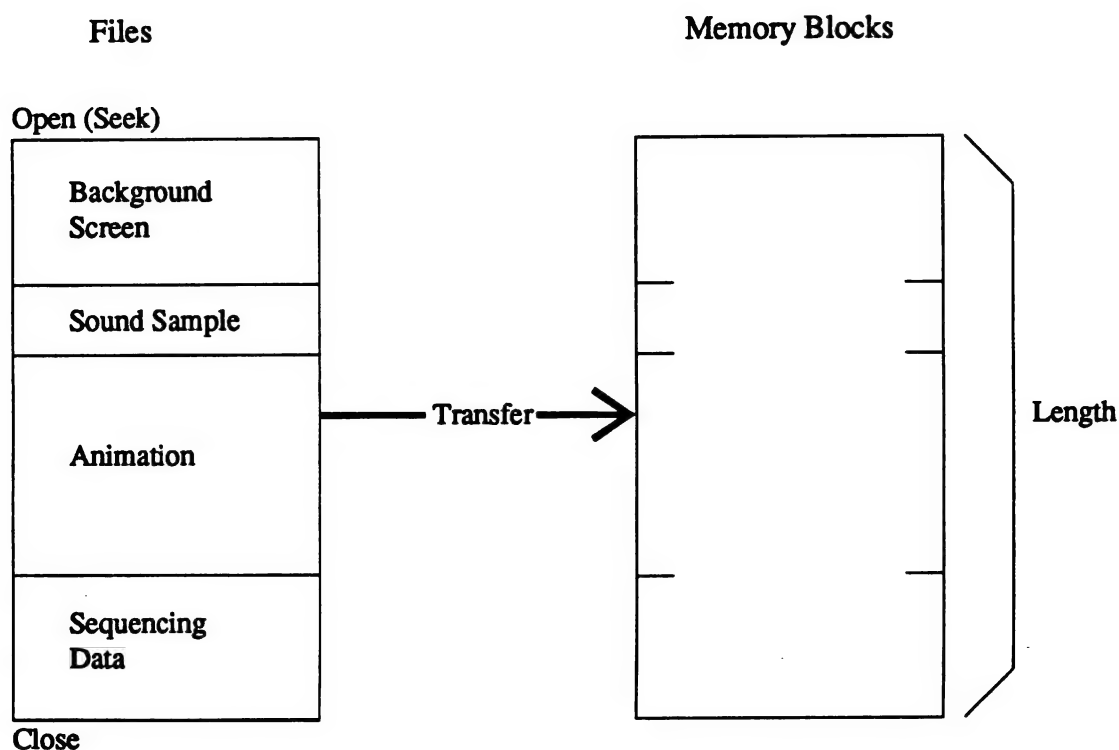 Files
Memory Blocks
Open (Seek)
Background
Screen
Sound Sample
Transfer
Length
Animation
Sequencing
Data
Close